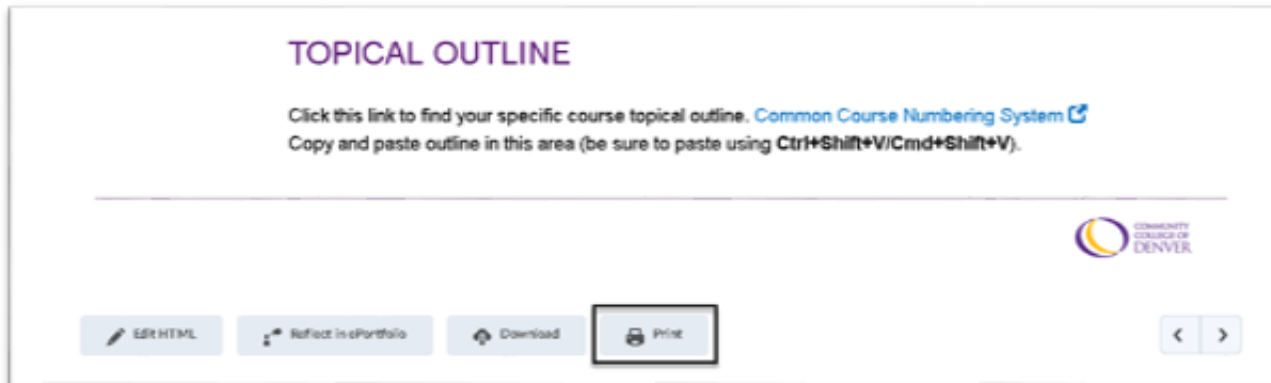 TOPICAL OUTLINE
Click this link to find your specific course topical outline. Common Course Numbering System
Copy and paste outline in this area (be sure to paste using Ctrl+Shift+V/Cmd+Shift+V).
COMMUNITY
COLLEGE OF
DENVER
Edit HTML Reflect in ePortfolio Download Print